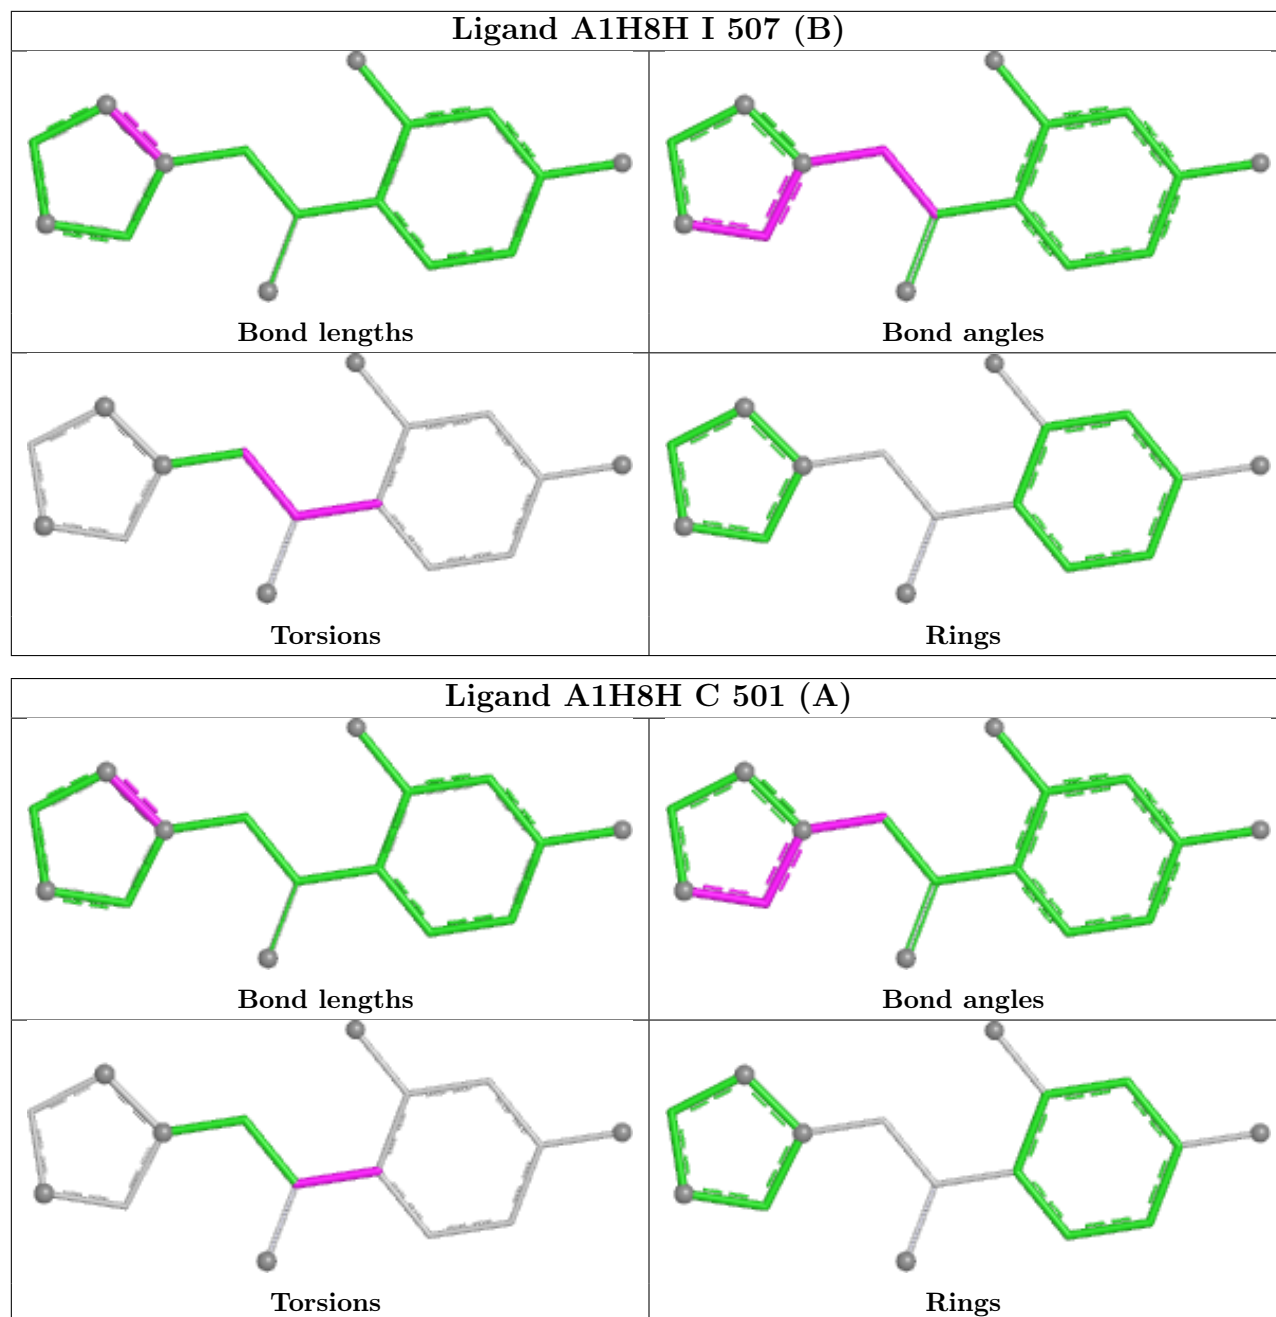 Ligand A1H8H I 507 (B)
Bond lengths
Bond angles
Torsions
Rings
Ligand A1H8H C 501 (A)
Bond lengths
Bond angles
Torsions
Rings